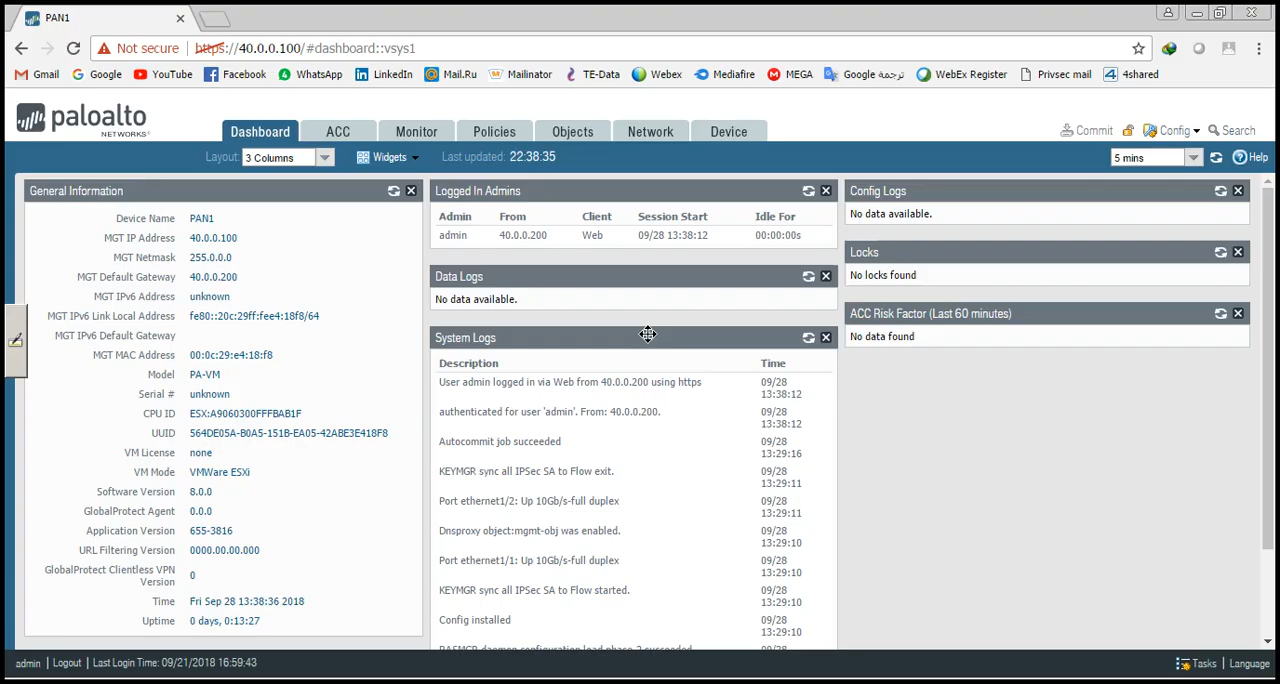 PAN1
Not secure https://40.0.0.100/#dashboard::vsys1
Gmail Google YouTube Facebook WhatsApp LinkedIn Mail.Ru Mailinator TE-Data Webex Mediafire MEGA ترجمة Google WebEx Register Privsec mail 4shared
paloalto
NETWORKS
Dashboard ACC Monitor Policies Objects Network Device
Commit Config Search
Layout: 3 Columns Widgets Last updated: 22:38:35 5 mins Help
General Information
Device Name PAN1
MGT IP Address 40.0.0.100
MGT Netmask 255.0.0.0
MGT Default Gateway 40.0.0.200
MGT IPv6 Address unknown
MGT IPv6 Link Local Address fe80::20c:29ff:fee4:18f8/64
MGT IPv6 Default Gateway
MGT MAC Address 00:0c:29:e4:18:f8
Model PA-VM
Serial # unknown
CPU ID ESX:A9060300FFFBAB1F
UUID 564DE05A-B0A5-151B-EA05-42ABE3E418F8
VM License none
VM Mode VMWare ESXi
Software Version 8.0.0
GlobalProtect Agent 0.0.0
Application Version 655-3816
URL Filtering Version 0000.00.00.000
GlobalProtect Clientless VPN
Version 0
Time Fri Sep 28 13:38:36 2018
Uptime 0 days, 0:13:27
Logged In Admins
Admin From Client Session Start Idle For
admin 40.0.0.200 Web 09/28 13:38:12 00:00:00s
Data Logs
No data available.
System Logs
Description Time
User admin logged in via Web from 40.0.0.200 using https 09/28
13:38:12
authenticated for user 'admin'. From: 40.0.0.200. 09/28
13:38:12
Autocommit job succeeded 09/28
13:29:16
KEYMGR sync all IPSec SA to Flow exit. 09/28
13:29:11
Port ethernet1/2: Up 10Gb/s-full duplex 09/28
13:29:11
Dnsproxy object:mgmt-obj was enabled. 09/28
13:29:10
Port ethernet1/1: Up 10Gb/s-full duplex 09/28
13:29:10
KEYMGR sync all IPSec SA to Flow started. 09/28
13:29:10
Config installed 09/28
13:29:10
RASMGR daemon configuration load phase-2 succeeded
Config Logs
No data available.
Locks
No locks found
ACC Risk Factor (Last 60 minutes)
No data found
admin Logout Last Login Time: 09/21/2018 16:59:43 Tasks Language